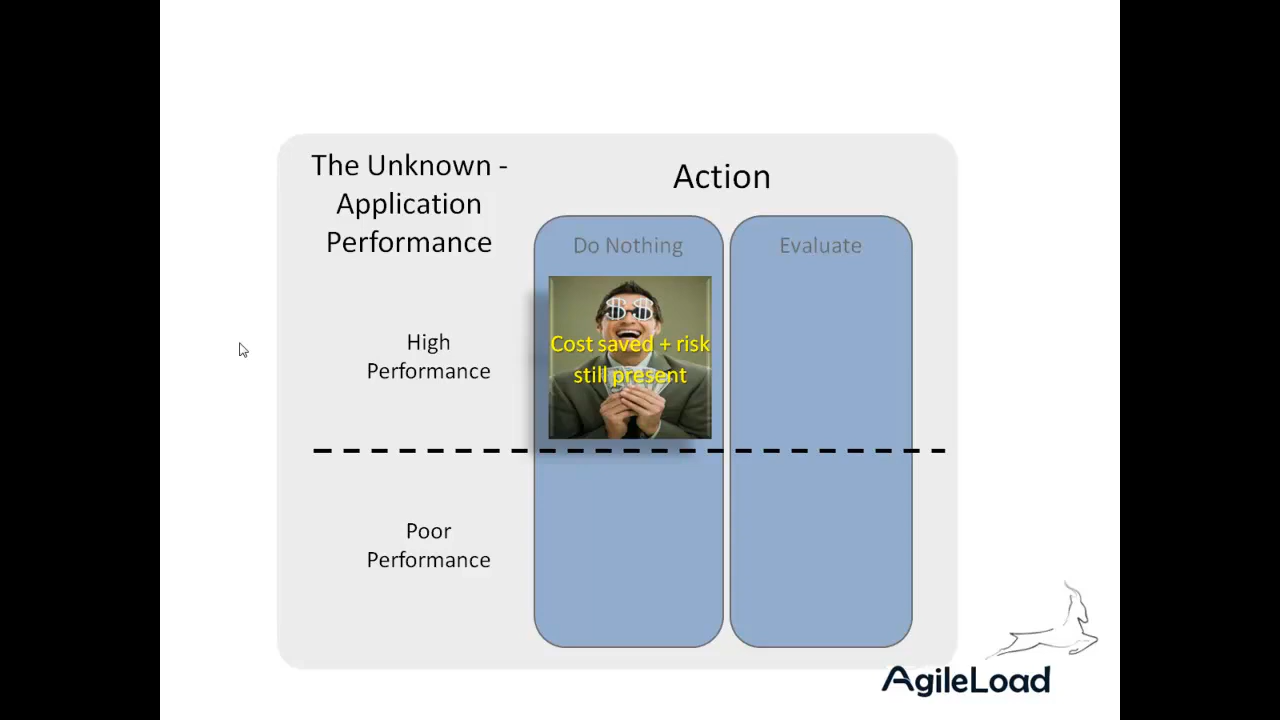 The Unknown -
Application
Performance
Action
Do Nothing
Evaluate
High
Performance
$ $
Cost saved + risk
still present
Poor
Performance
AgileLoad